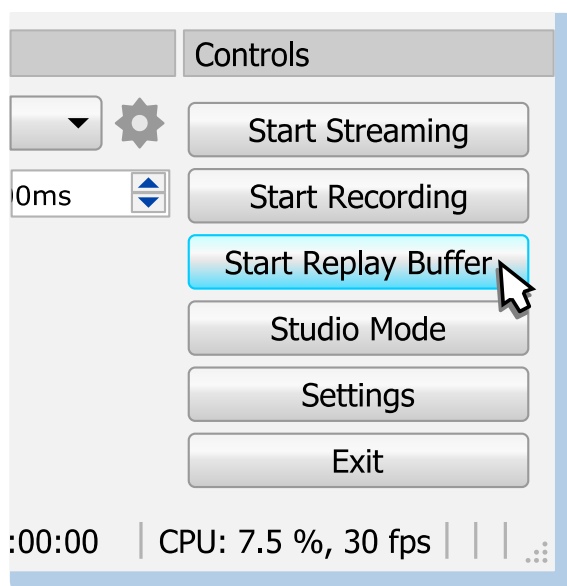 Controls
Start Streaming
00ms
Start Recording
Start Replay Buffer
Studio Mode
Settings
Exit
:00:00
CPU: 7.5 %, 30 fps